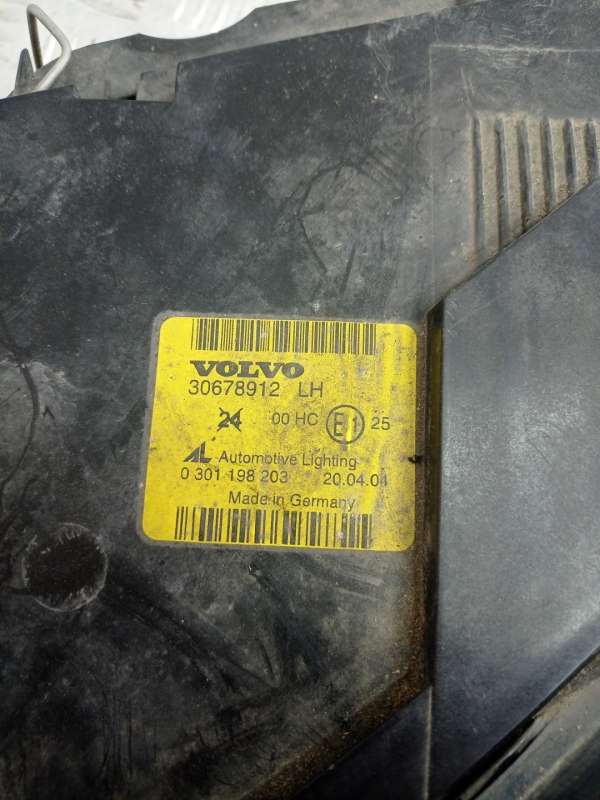 VOLVO
30678912 LH
24 00 HC E1 25
AL Automotive Lighting
0 301 198 203 20.04.04
Made in Germany